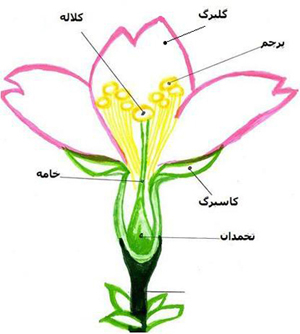 گلبرگ
کلاله
پرچم
خامه
کاسبرگ
تخمدان